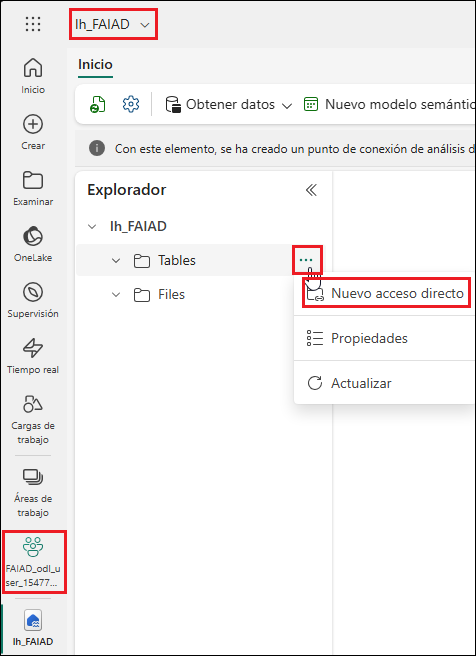 lh_FAIAD
Inicio
Inicio
Obtener datos
Nuevo modelo semántic
Crear
Con este elemento, se ha creado un punto de conexión de análisis d
Examinar
Explorador
lh_FAIAD
OneLake
Tables
Files
Nuevo acceso directo
Supervisión
Propiedades
Tiempo real
Actualizar
Cargas de
trabajo
Áreas de
trabajo
FAIAD_odl_u
ser_15477...
lh_FAIAD